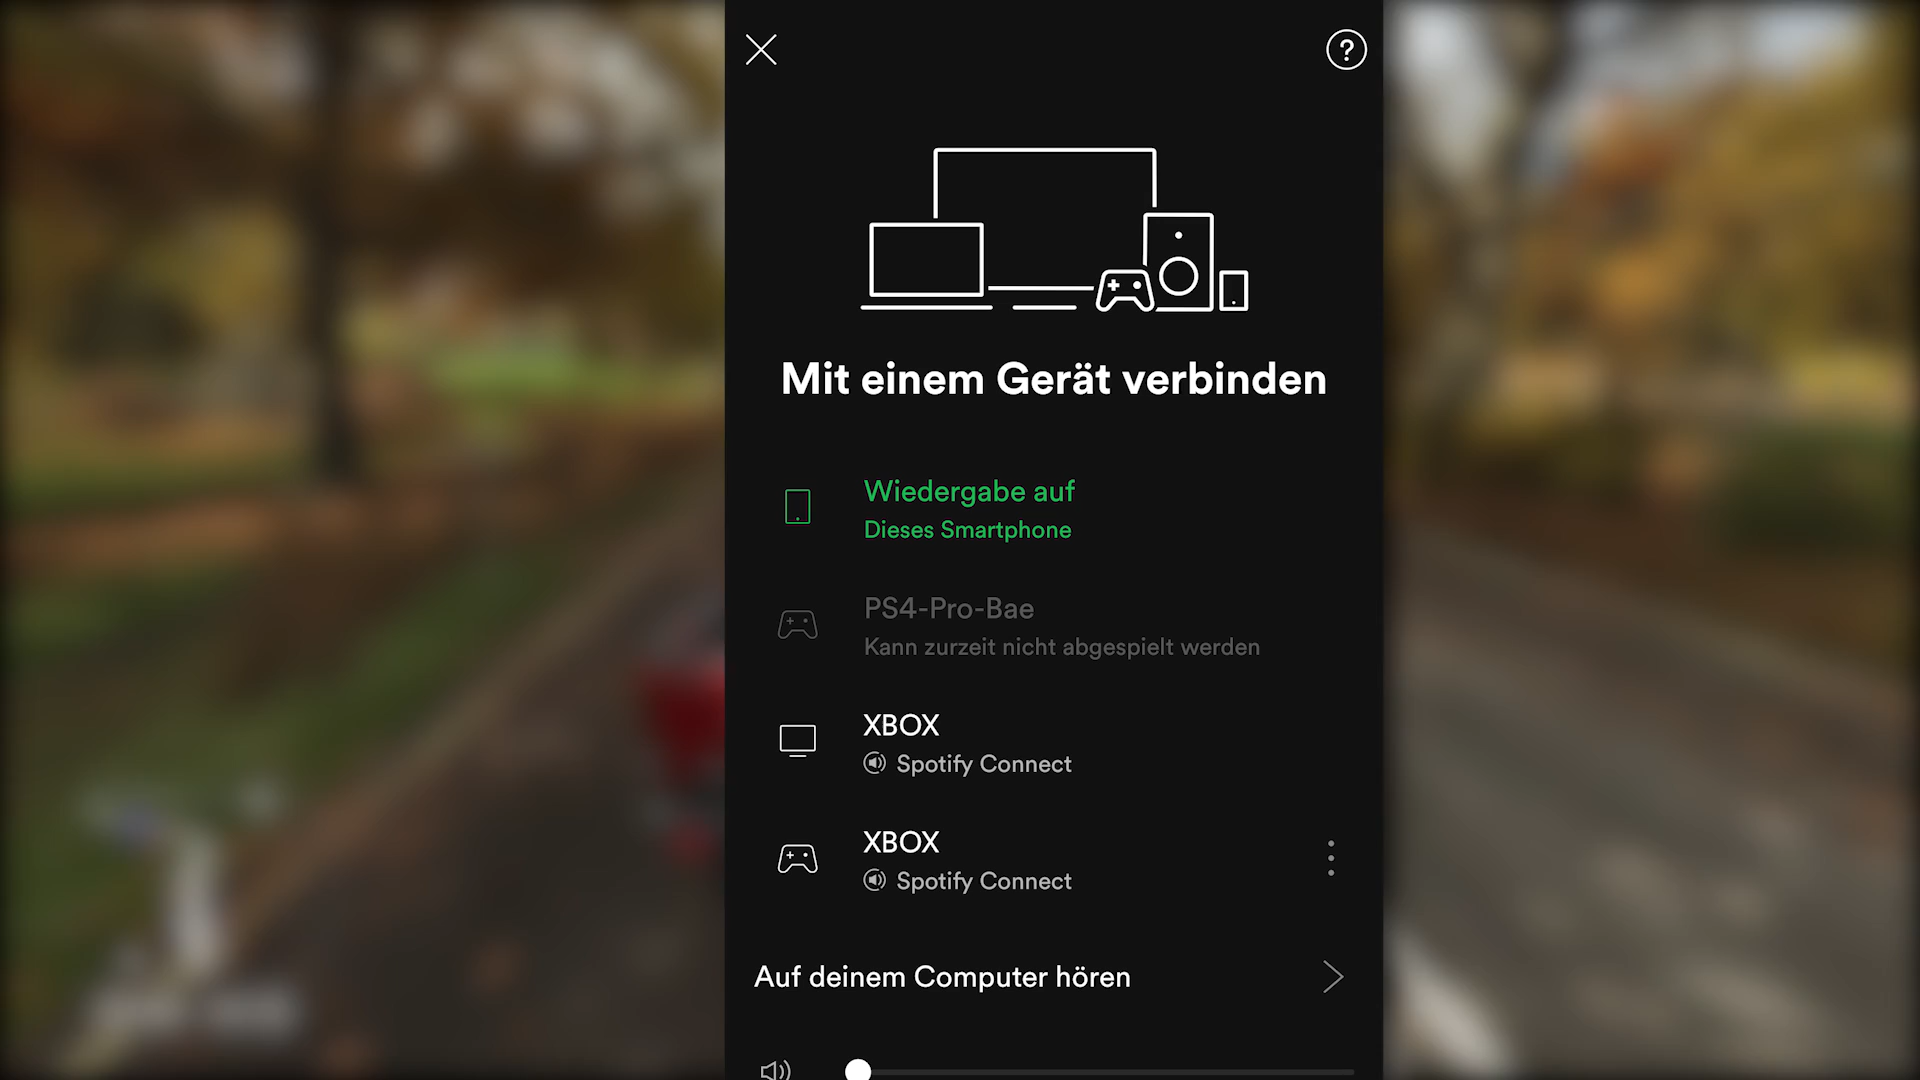 ?
Mit einem Gerät verbinden
Wiedergabe auf
Dieses Smartphone
PS4-Pro-Bae
Kann zurzeit nicht abgespielt werden
XBOX
Spotify Connect
XBOX
Spotify Connect
Auf deinem Computer hören